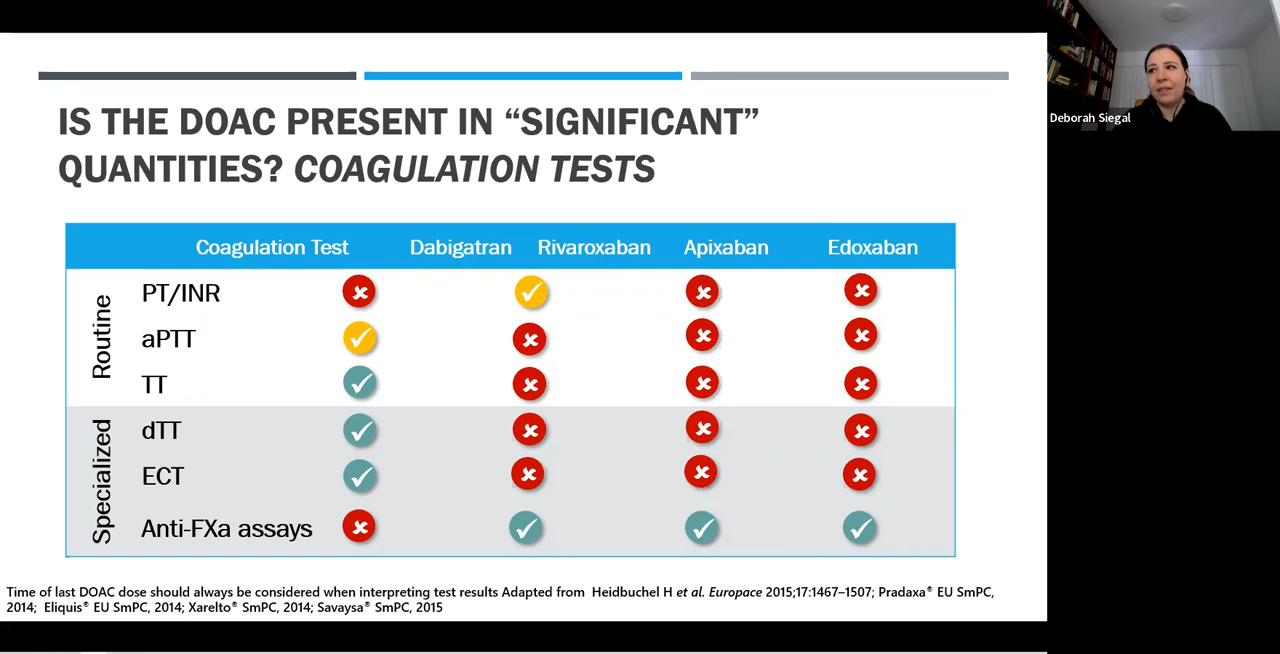 IS THE DOAC PRESENT IN “SIGNIFICANT”
QUANTITIES? COAGULATION TESTS
Coagulation Test Dabigatran Rivaroxaban Apixaban Edoxaban
Routine
PT/INR
aPTT
TT
Specialized
dTT
ECT
Anti-FXa assays
Time of last DOAC dose should always be considered when interpreting test results Adapted from Heidbuchel H et al. Europace 2015;17:1467–1507; Pradaxa® EU SmPC,
2014; Eliquis® EU SmPC, 2014; Xarelto® SmPC, 2014; Savaysa® SmPC, 2015
Deborah Siegal